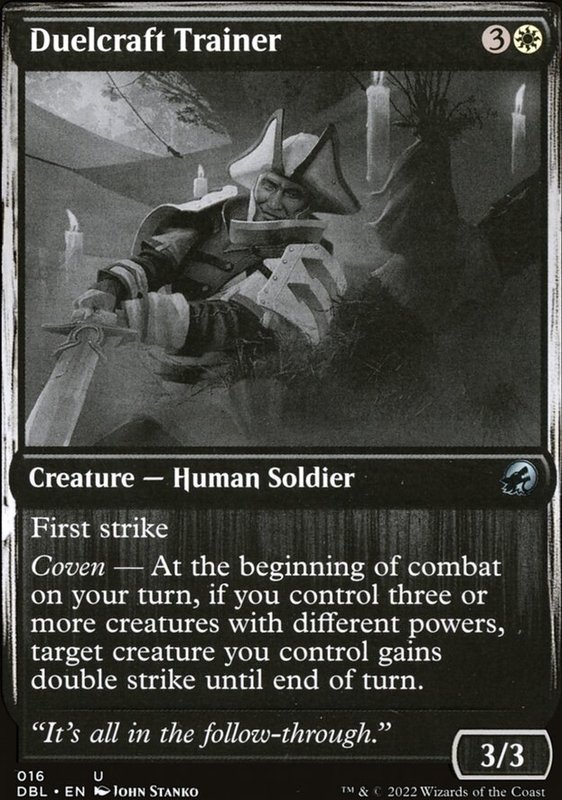 Duelcraft Trainer 3
Creature — Human Soldier
First strike
Coven — At the beginning of combat
on your turn, if you control three or
more creatures with different powers,
target creature you control gains
double strike until end of turn.
“It’s all in the follow-through.”
3/3
016 U
DBL • EN John Stanko ™ & © 2022 Wizards of the Coast